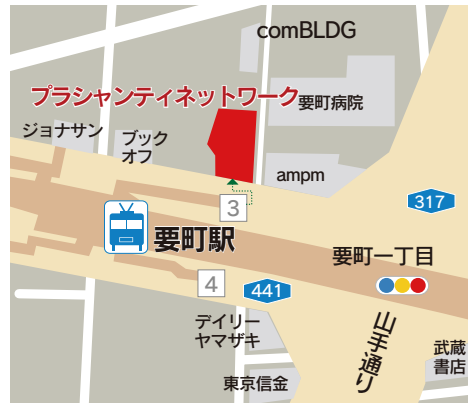 comBLDG
プラシャンティネットワーク
要町病院
ジョナサン
ブック
オフ
ampm
3
317
要町駅
要町一丁目
4
441
デイリー
ヤマザキ
山手通り
武蔵
書店
東京信金